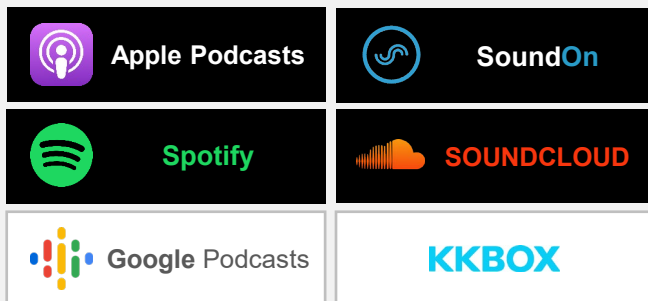 Apple Podcasts
SoundOn
Spotify
SOUNDCLOUD
Google Podcasts
KKBOX